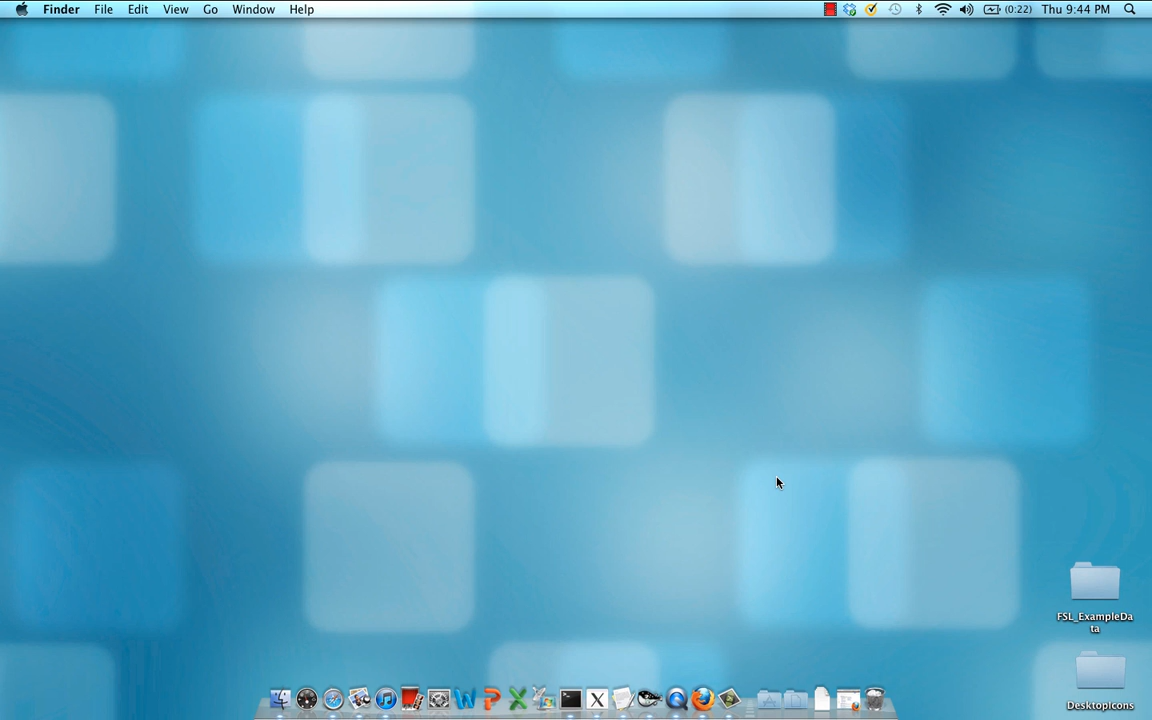 Finder File Edit View Go Window Help (0:22) Thu 9:44 PM
FSL_ExampleDa
ta
DesktopIcons